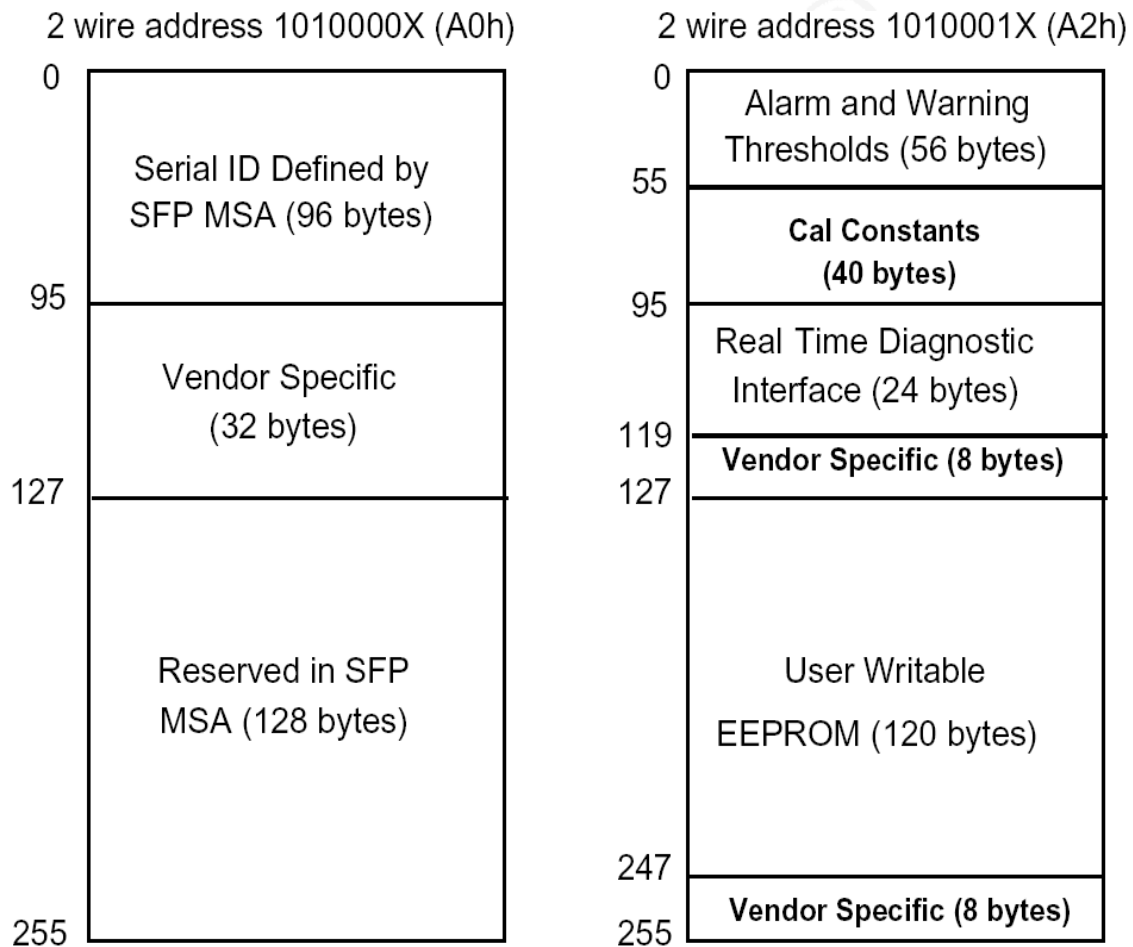 2 wire address 1010000X (A0h)
0
Serial ID Defined by
SFP MSA (96 bytes)
95
Vendor Specific
(32 bytes)
127
Reserved in SFP
MSA (128 bytes)
255
2 wire address 1010001X (A2h)
0
Alarm and Warning
Thresholds (56 bytes)
55
Cal Constants
(40 bytes)
95
Real Time Diagnostic
Interface (24 bytes)
119
Vendor Specific (8 bytes)
127
User Writable
EEPROM (120 bytes)
247
Vendor Specific (8 bytes)
255